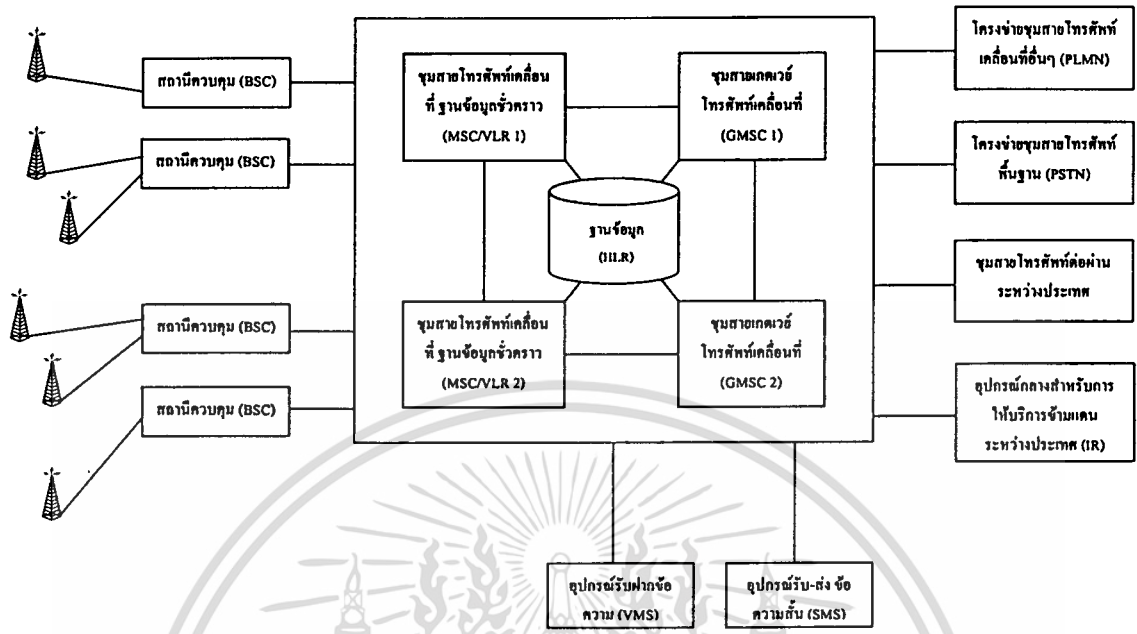 สถานีควบคุม (BSC)
สถานีควบคุม (BSC)
สถานีควบคุม (BSC)
สถานีควบคุม (BSC)
ชุมสายโทรศัพท์เคลื่อน
ที่ ฐานข้อมูลชั่วคราว
(MSC/VLR 1)
ชุมสายเกตเวย์
โทรศัพท์เคลื่อนที่
(GMSC 1)
ฐานข้อมูล
(HLR)
ชุมสายโทรศัพท์เคลื่อน
ที่ ฐานข้อมูลชั่วคราว
(MSC/VLR 2)
ชุมสายเกตเวย์
โทรศัพท์เคลื่อนที่
(GMSC 2)
โครงข่ายชุมสายโทรศัพท์
เคลื่อนที่อื่นๆ (PLMN)
โครงข่ายชุมสายโทรศัพท์
พื้นฐาน (PSTN)
ชุมสายโทรศัพท์ต่อผ่าน
ระหว่างประเทศ
อุปกรณ์กลางสำหรับการ
ให้บริการข้ามแดน
ระหว่างประเทศ (IR)
อุปกรณ์รับฝากข้อ
ความ (VMS)
อุปกรณ์รับ-ส่ง ข้อ
ความสั้น (SMS)